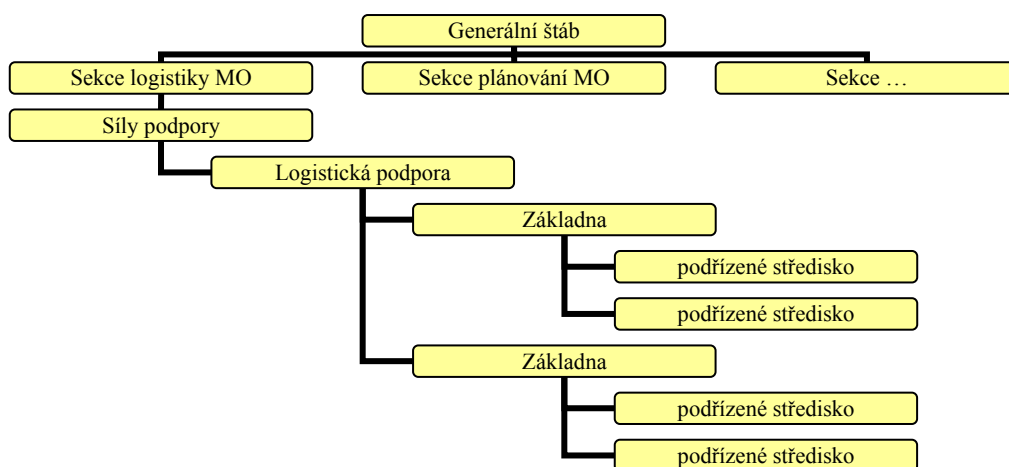 Generální štáb
Sekce logistiky MO
Sekce plánování MO
Sekce …
Síly podpory
Logistická podpora
Základna
podřízené středisko
podřízené středisko
Základna
podřízené středisko
podřízené středisko